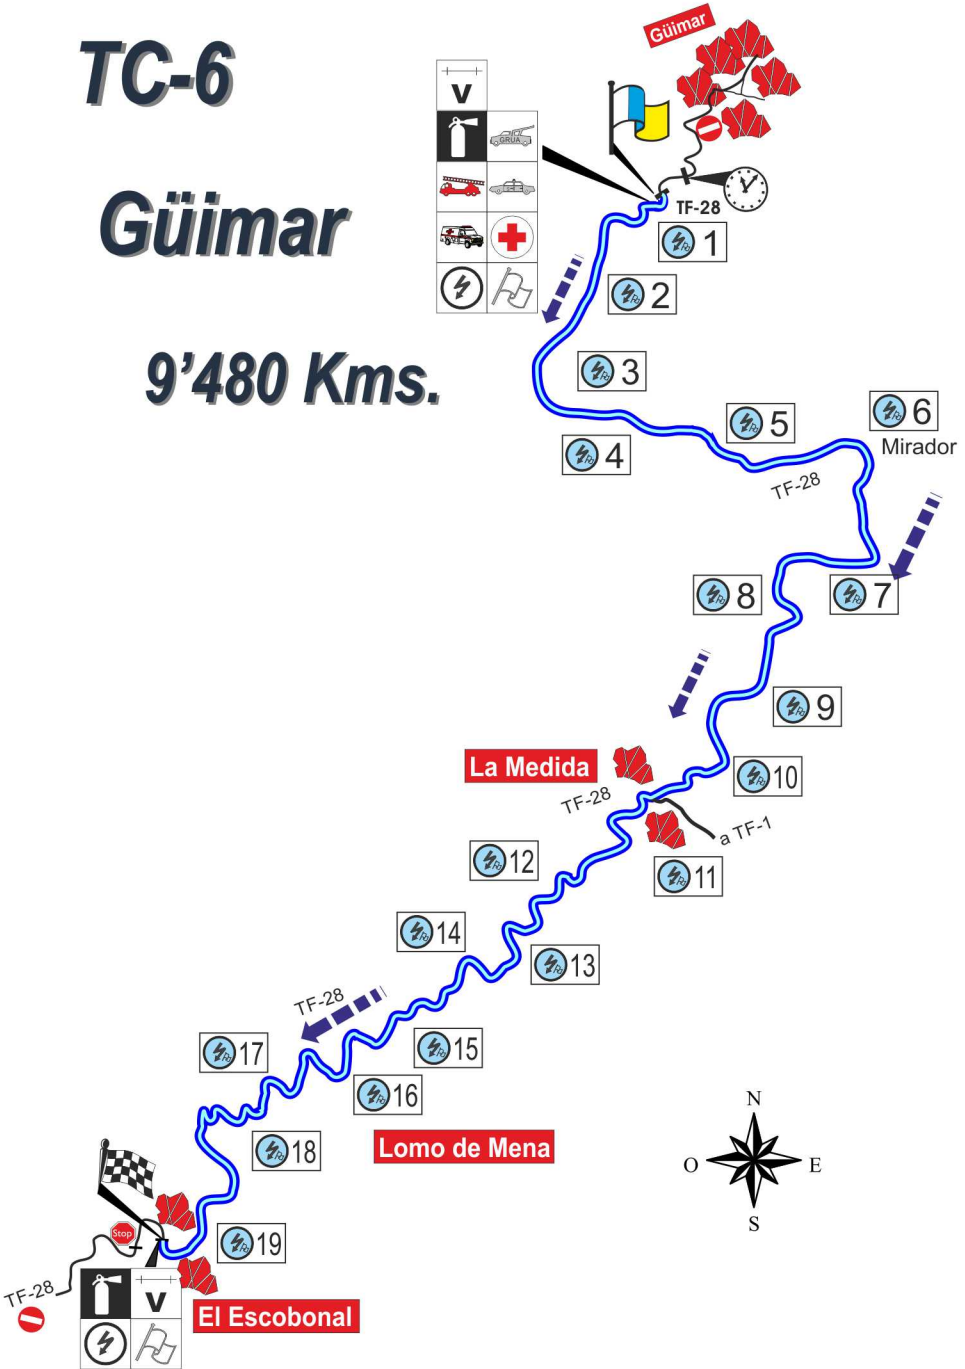 TC-6
Güimar
9'480 Kms.
Güimar
V
GRUA
TF-28
1
2
3
4
5
6
Mirador
TF-28
7
8
9
10
La Medida
TF-28
a TF-1
11
12
13
14
TF-28
15
16
17
Lomo de Mena
18
19
N
O
E
S
Stop
TF-28
V
El Escobonal